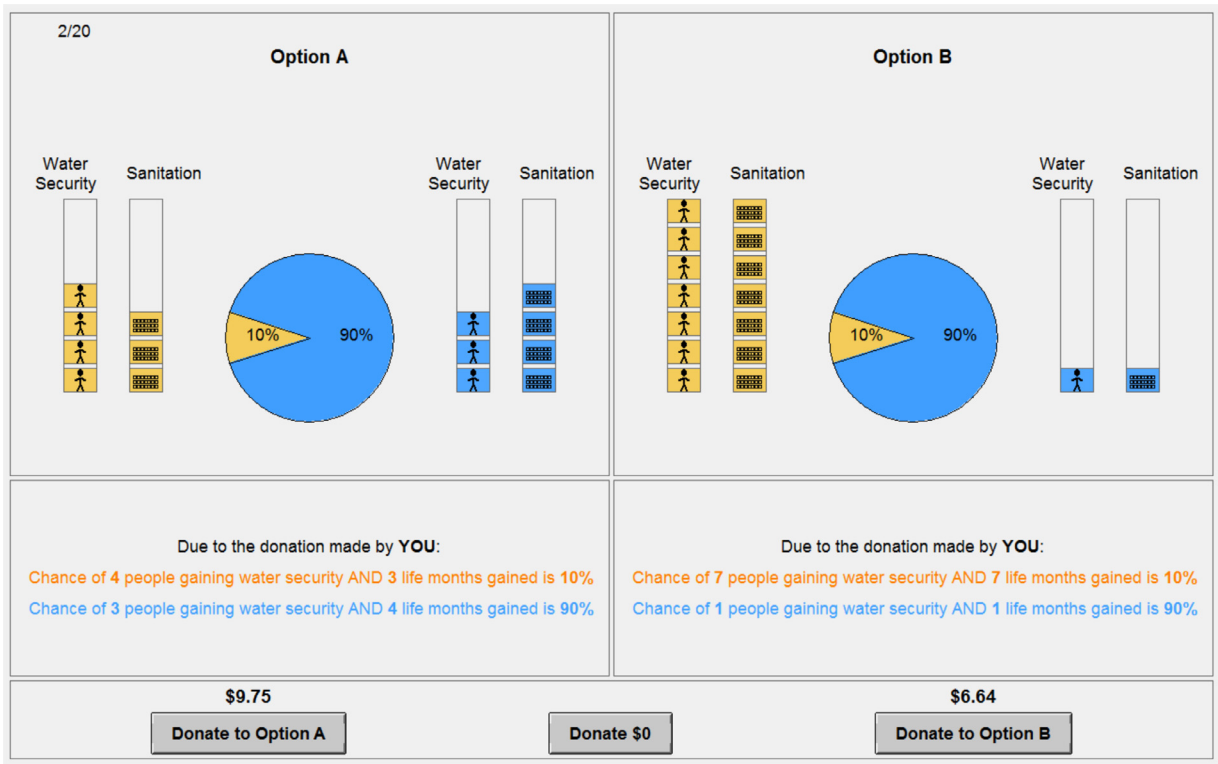 2/20
Option A
Water
Security
Sanitation
10%
90%
Water
Security
Sanitation
Option B
Water
Security
Sanitation
10%
90%
Water
Security
Sanitation
Due to the donation made by YOU:
Chance of 4 people gaining water security AND 3 life months gained is 10%
Chance of 3 people gaining water security AND 4 life months gained is 90%
Due to the donation made by YOU:
Chance of 7 people gaining water security AND 7 life months gained is 10%
Chance of 1 people gaining water security AND 1 life months gained is 90%
$9.75
Donate to Option A
Donate $0
$6.64
Donate to Option B